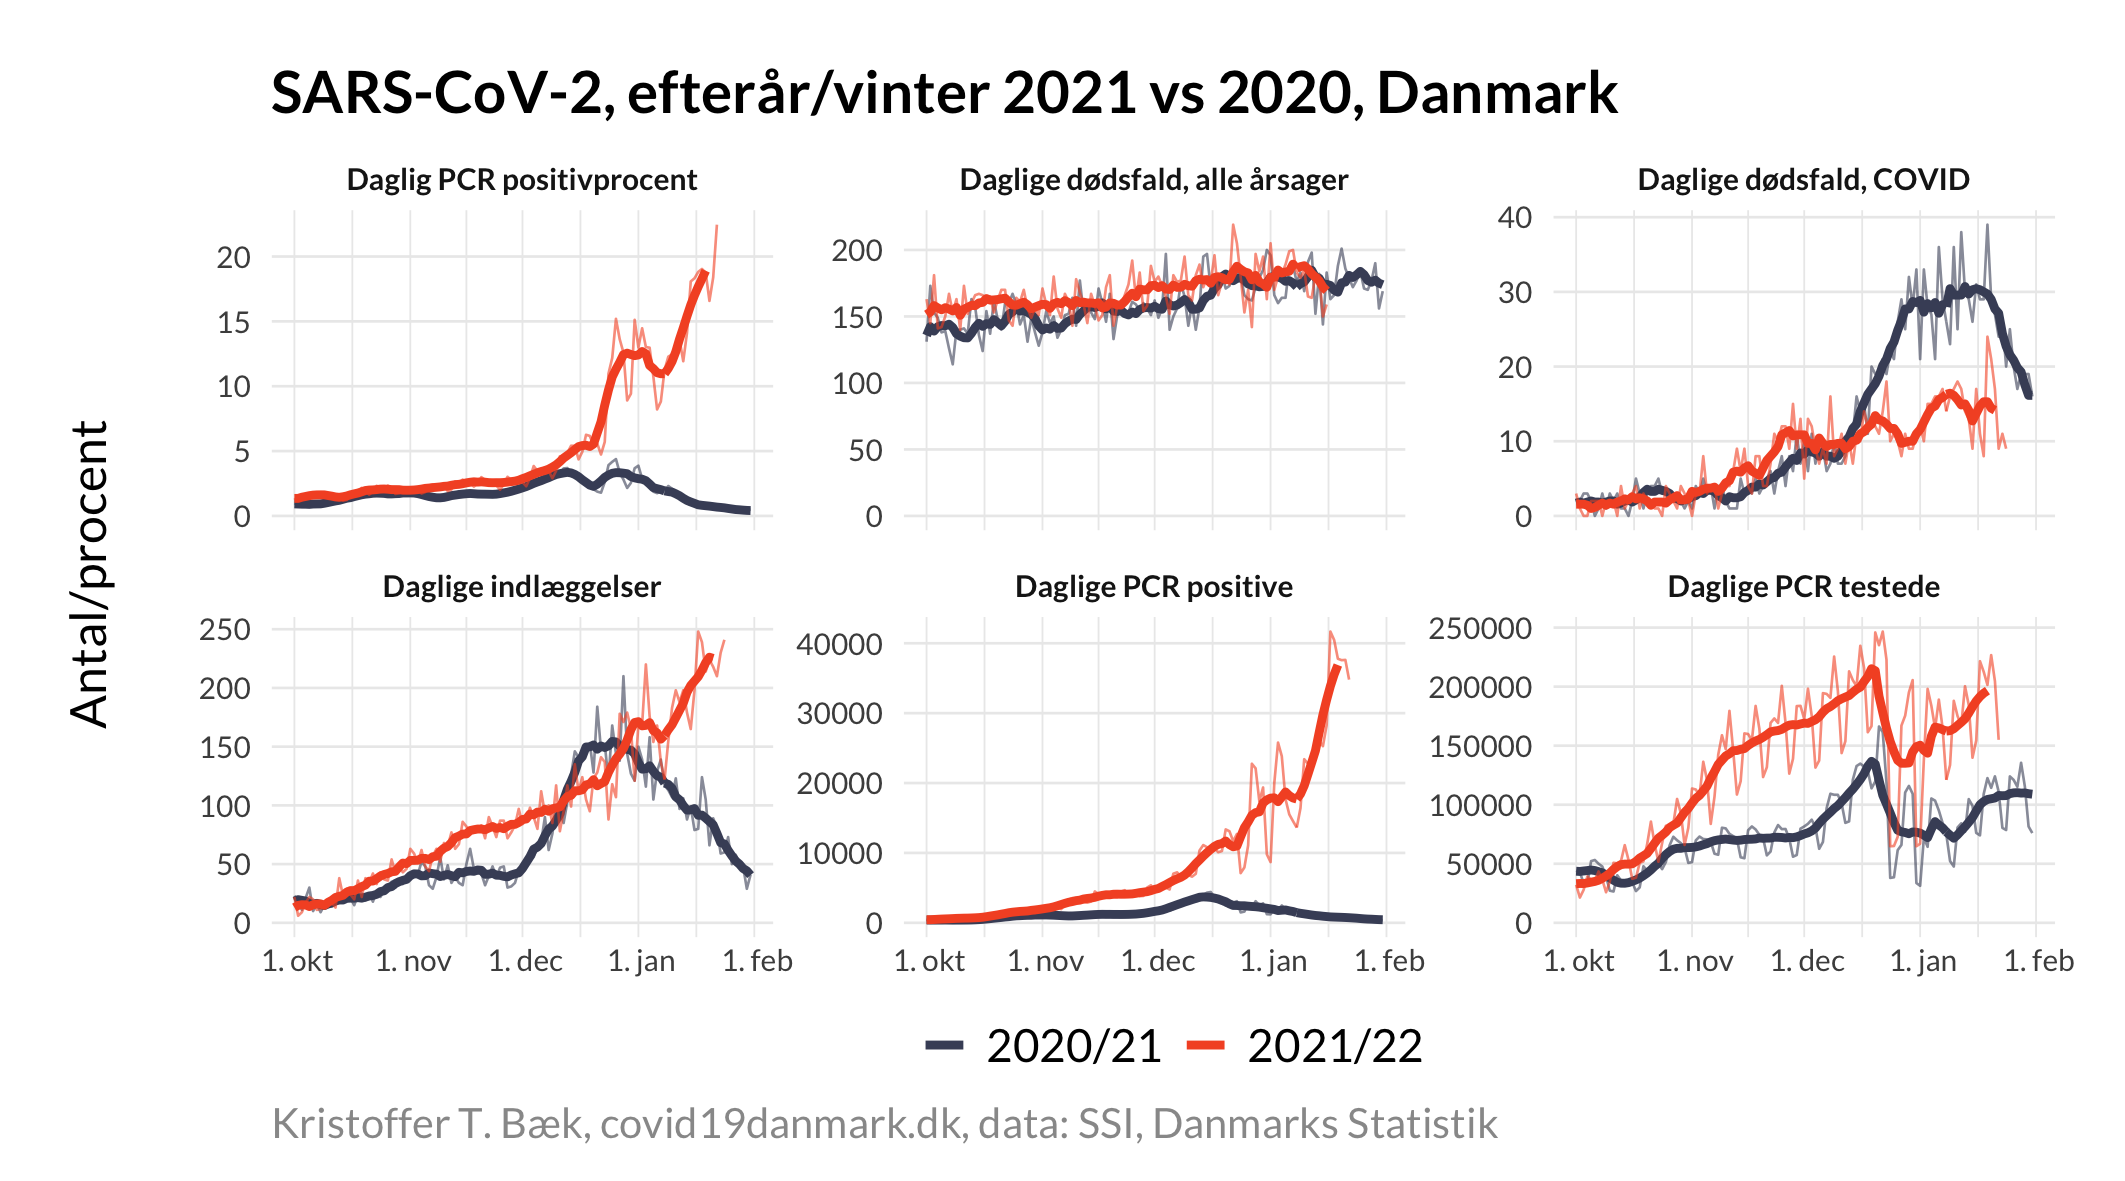 SARS-CoV-2, efterår/vinter 2021 vs 2020, Danmark
Antal/procent
Daglig PCR positivprocent
20
15
10
5
0
Daglige dødsfald, alle årsager
200
150
100
50
0
Daglige dødsfald, COVID
40
30
20
10
0
Daglige indlæggelser
250
200
150
100
50
0
1. okt 1. nov 1. dec 1. jan 1. feb
Daglige PCR positive
40000
30000
20000
10000
0
1. okt 1. nov 1. dec 1. jan 1. feb
Daglige PCR testede
250000
200000
150000
100000
50000
0
1. okt 1. nov 1. dec 1. jan 1. feb
2020/21 2021/22
Kristoffer T. Bæk, covid19danmark.dk, data: SSI, Danmarks Statistik